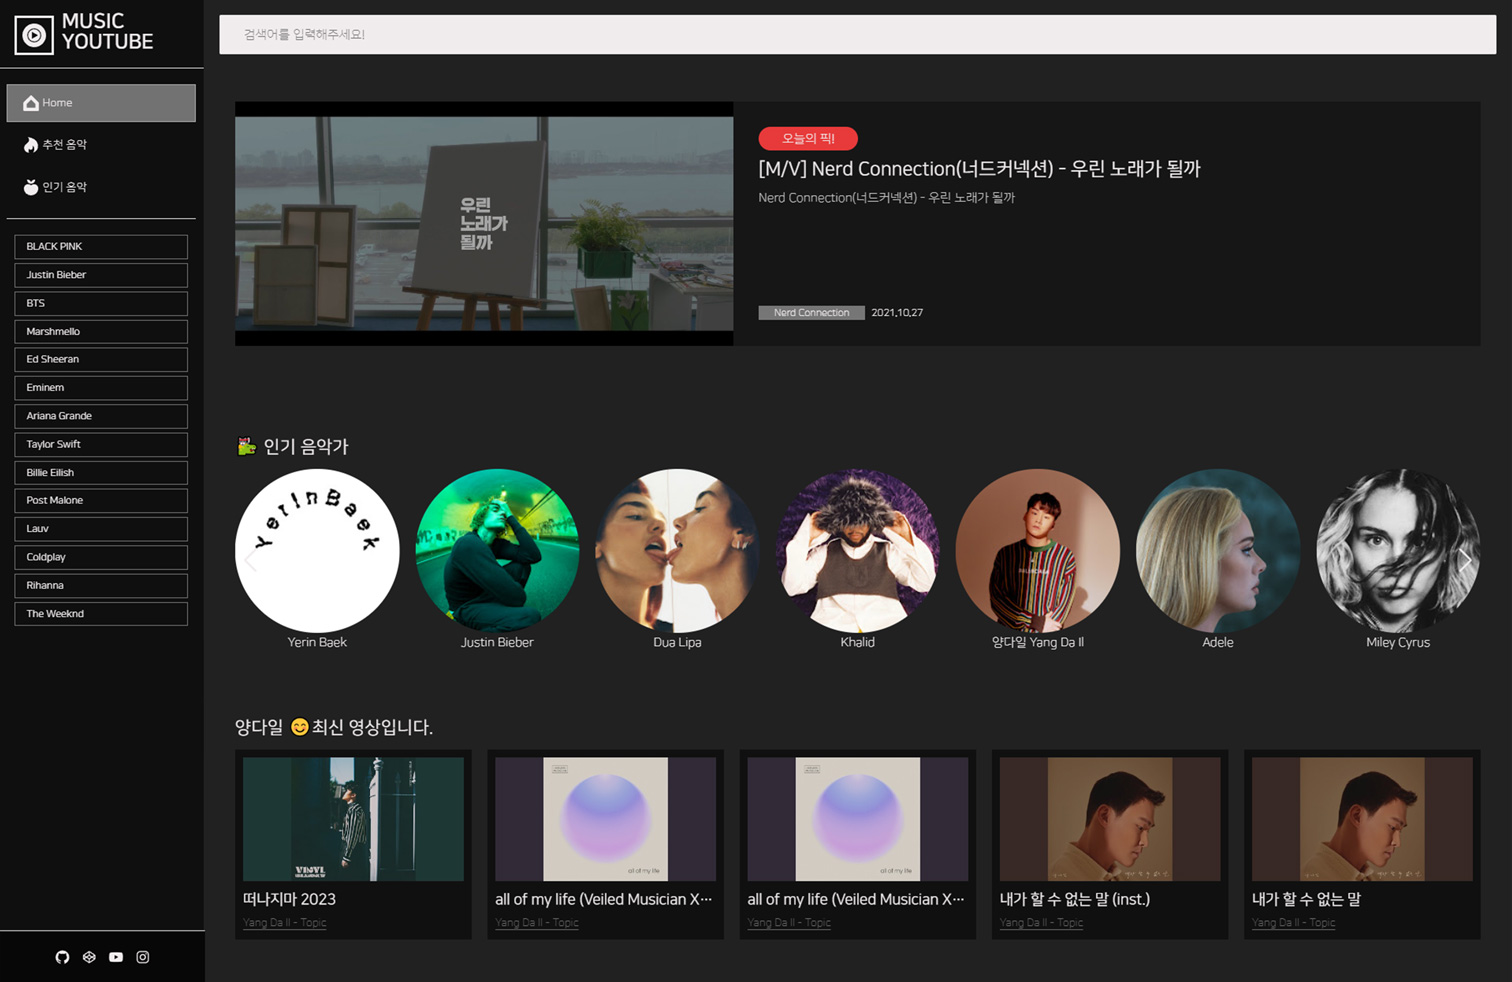 MUSIC
YOUTUBE
검색어를 입력해주세요!
Home
추천 음악
인기 음악
BLACK PINK
Justin Bieber
BTS
Marshmello
Ed Sheeran
Eminem
Ariana Grande
Taylor Swift
Billie Eilish
Post Malone
Lauv
Coldplay
Rihanna
The Weeknd
우린
노래가
될까
오늘의 픽!
[M/V] Nerd Connection(너드커넥션) - 우린 노래가 될까
Nerd Connection(너드커넥션) - 우린 노래가 될까
Nerd Connection 2021.10.27
인기 음악가
YerinBaek
Yerin Baek
Justin Bieber
Dua Lipa
Khalid
양다일 Yang Da Il
Adele
Miley Cyrus
양다일 😊최신 영상입니다.
VINYL
all of my life
all of my life
떠나지마 2023
all of my life (Veiled Musician X···
all of my life (Veiled Musician X···
내가 할 수 없는 말 (inst.)
내가 할 수 없는 말
Yang Da Il - Topic
Yang Da Il - Topic
Yang Da Il - Topic
Yang Da Il - Topic
Yang Da Il - Topic